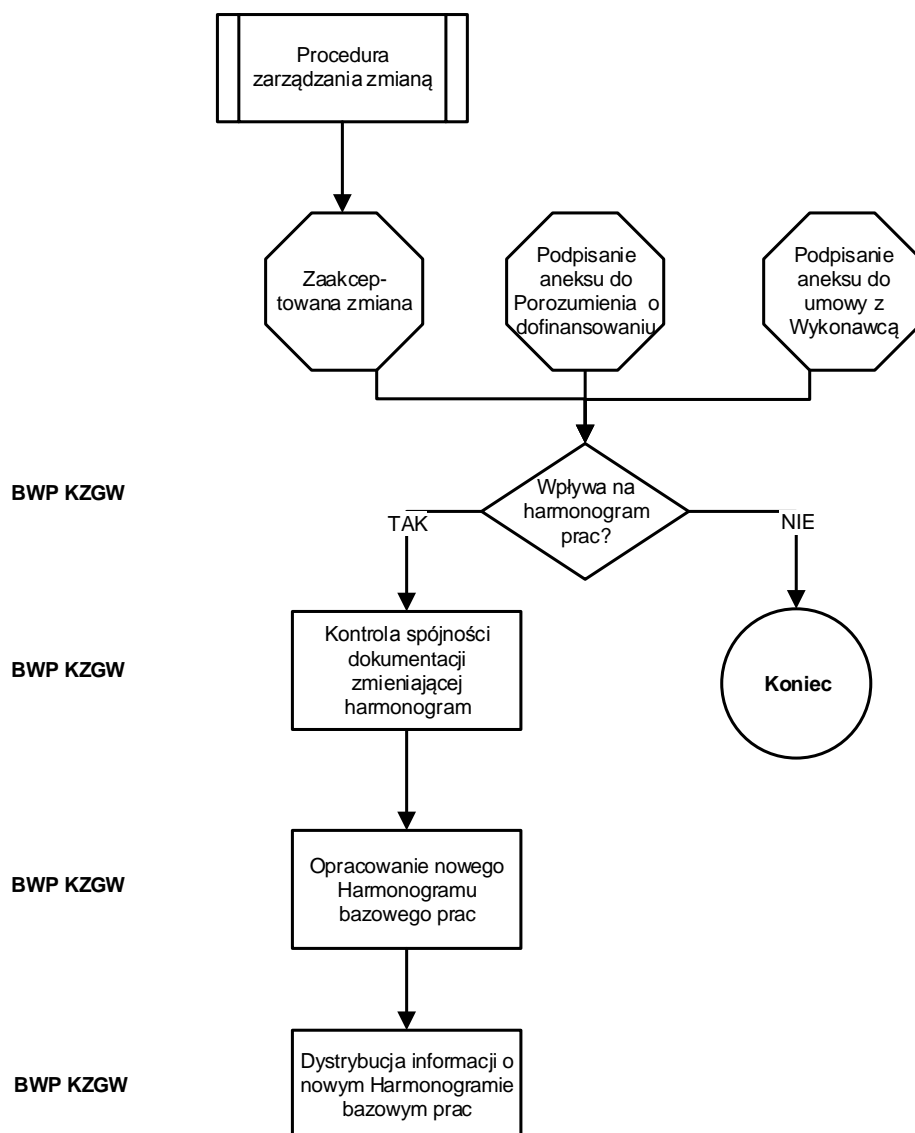 Procedura
zarządzania zmianą
Zaakcep-
towana zmiana
Podpisanie
aneksu do
Porozumienia o
dofinansowaniu
Podpisanie
aneksu do
umowy z
Wykonawcą
BWP KZGW
Wpływa na
harmonogram
prac?
TAK
NIE
BWP KZGW
Kontrola spójności
dokumentacji
zmieniającej
harmonogram
Koniec
BWP KZGW
Opracowanie nowego
Harmonogramu
bazowego prac
BWP KZGW
Dystrybucja informacji o
nowym Harmonogramie
bazowym prac